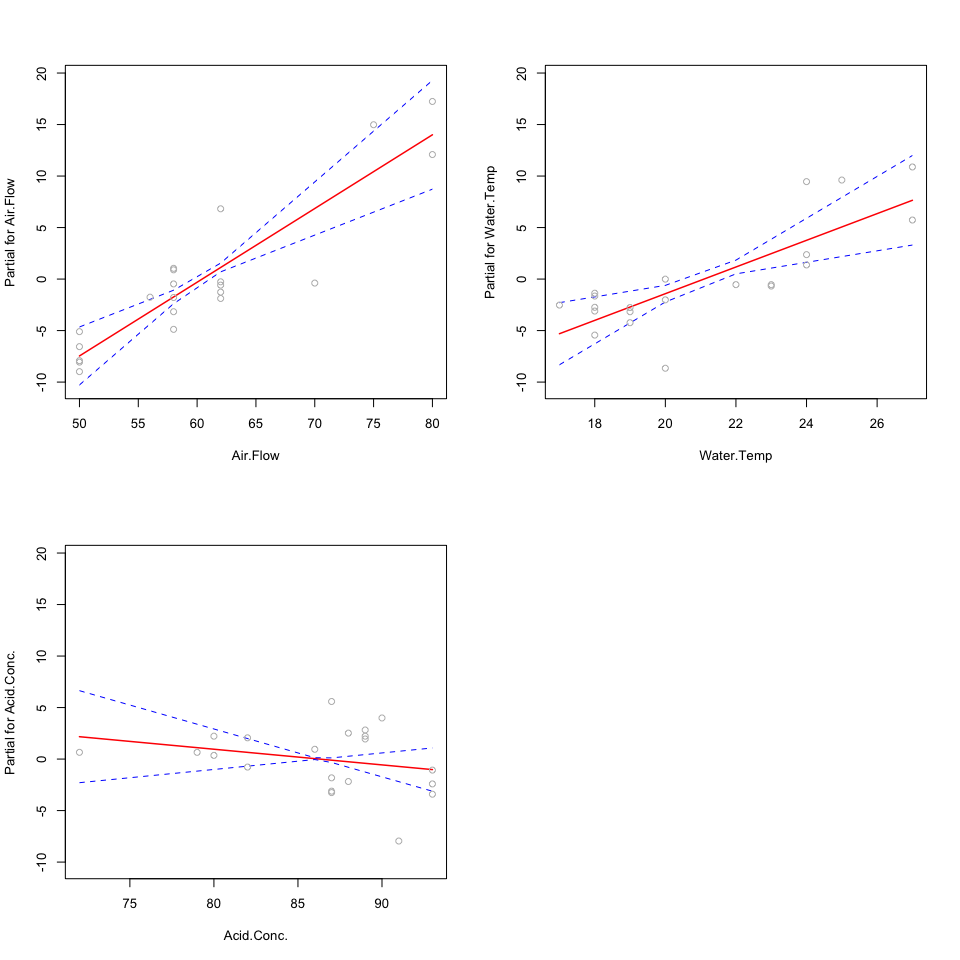 20
15
10
5
0
-5
-10
Partial for Air.Flow
50 55 60 65 70 75 80
Air.Flow
20
15
10
5
0
-5
-10
Partial for Water.Temp
18 20 22 24 26
Water.Temp
20
15
10
5
0
-5
-10
Partial for Acid.Conc.
75 80 85 90
Acid.Conc.